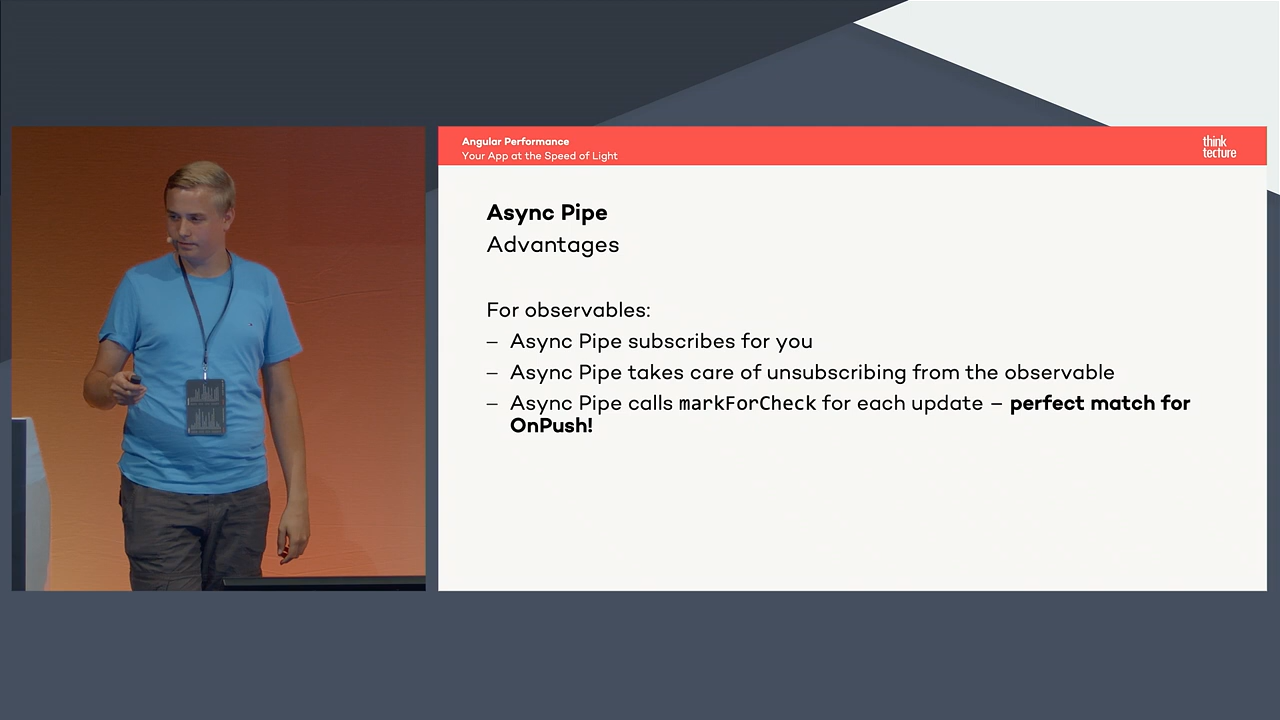 Angular Performance
Your App at the Speed of Light
think
tecture
Async Pipe
Advantages
For observables:
– Async Pipe subscribes for you
– Async Pipe takes care of unsubscribing from the observable
– Async Pipe calls markForCheck for each update – perfect match for
OnPush!